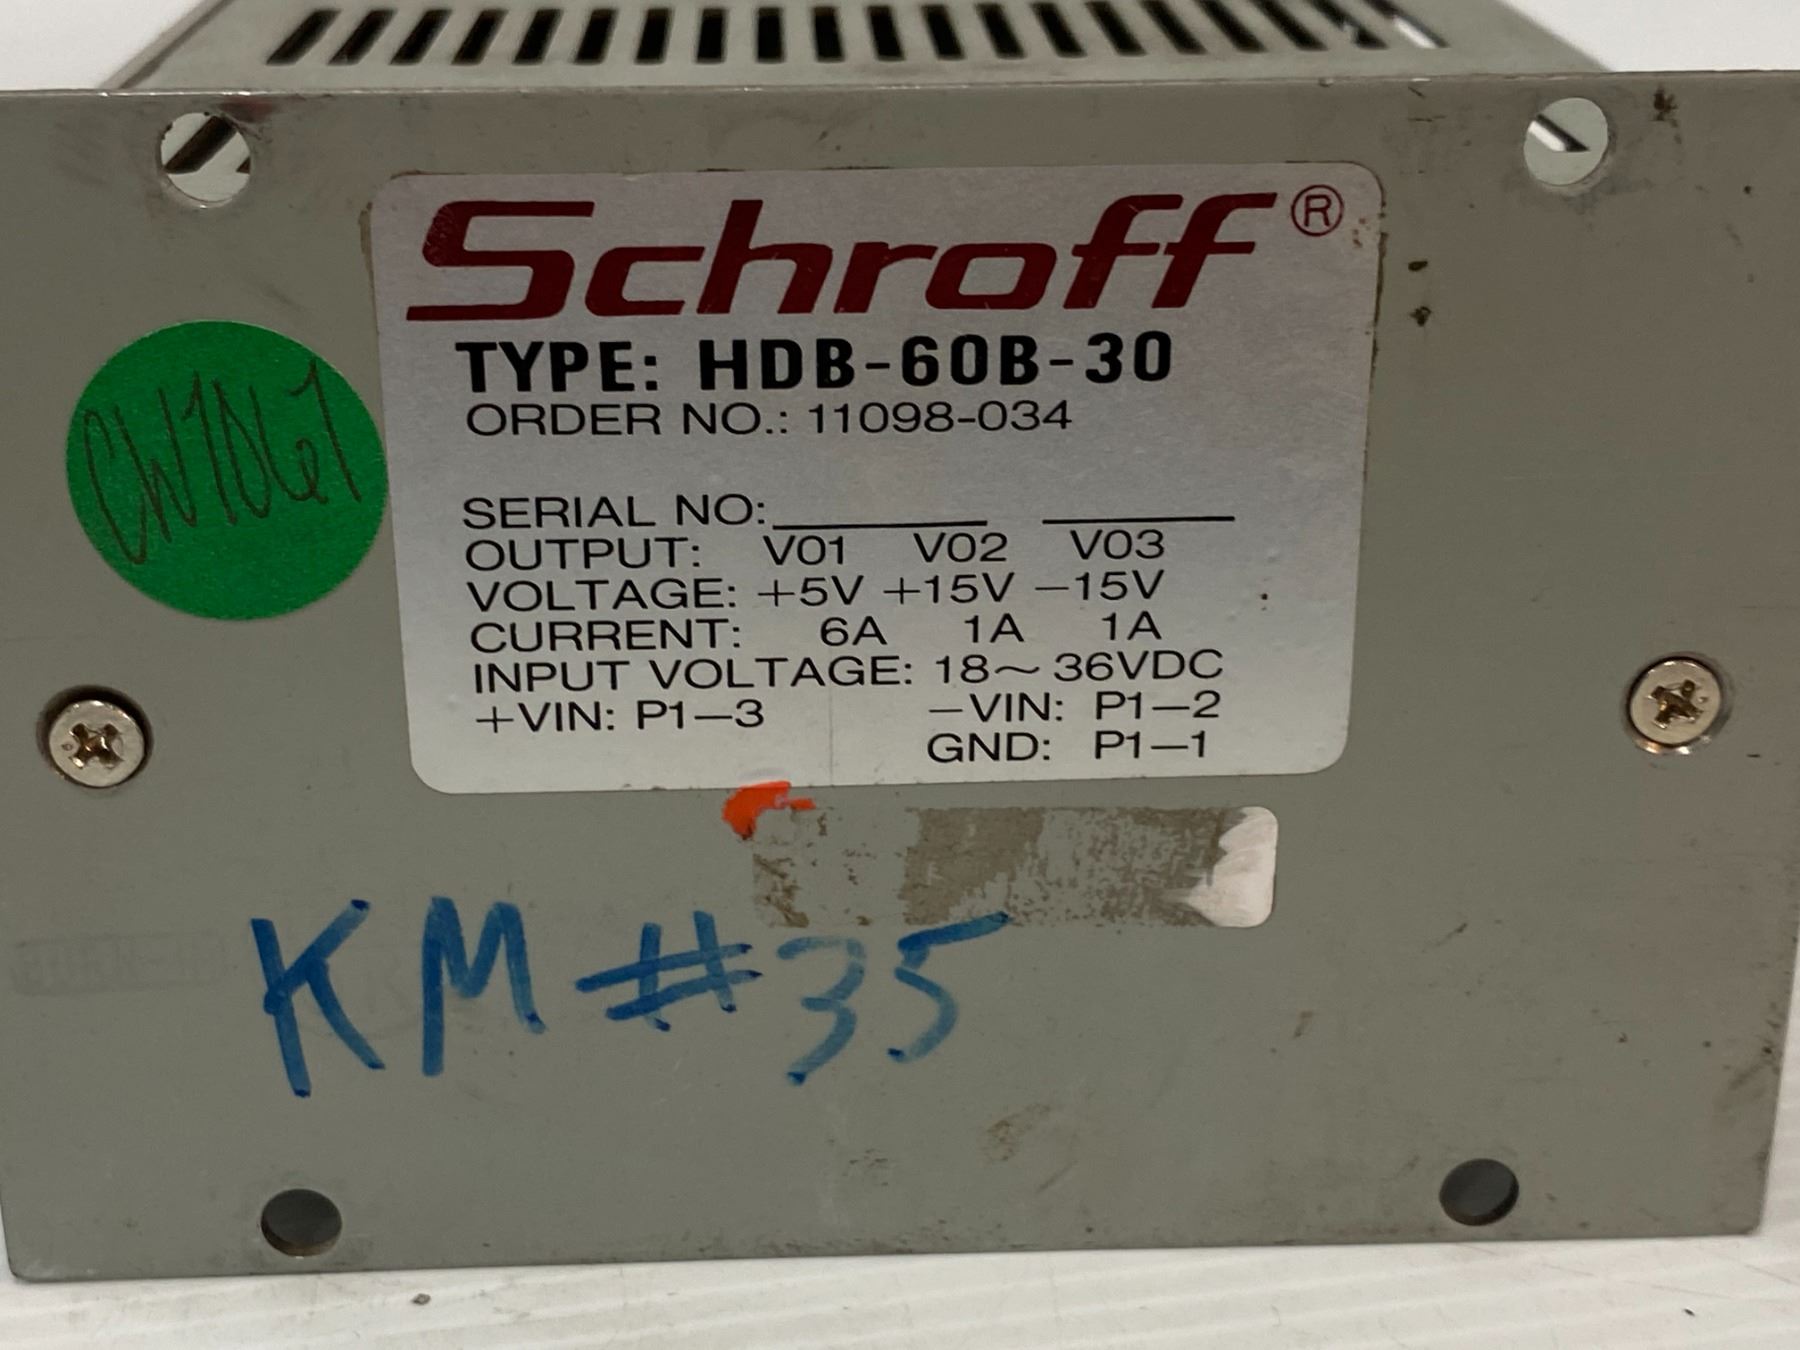 Schroff®
TYPE: HDB-60B-30
ORDER NO.: 11098-034
SERIAL NO:
OUTPUT: V01 V02 V03
VOLTAGE: +5V +15V −15V
CURRENT: 6A 1A 1A
INPUT VOLTAGE: 18~36VDC
+VIN: P1−3 −VIN: P1−2
GND: P1−1
CW1061
KM #35